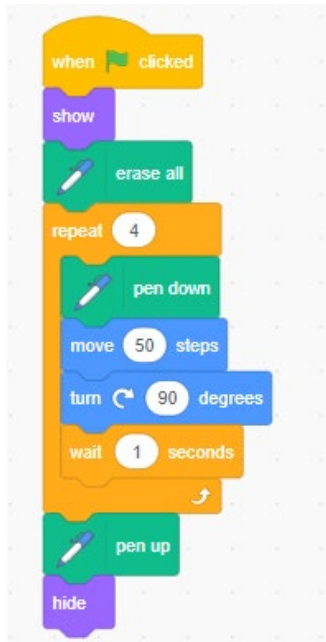 when clicked
show
erase all
repeat 4
pen down
move 50 steps
turn 90 degrees
wait 1 seconds
pen up
hide